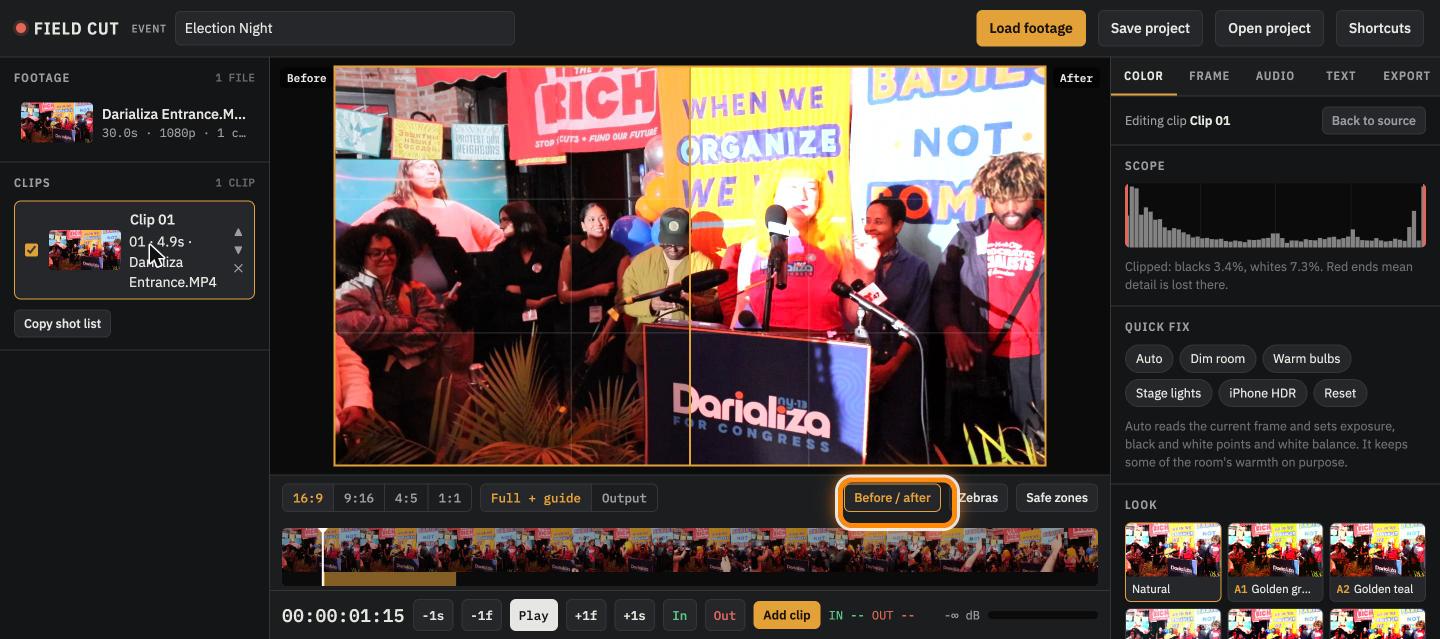 FIELD CUT
EVENT
Election Night
Load footage
Save project
Open project
Shortcuts
FOOTAGE
1 FILE
Darializa Entrance.M...
30.0s · 1080p · 1 c…
CLIPS
1 CLIP
Clip 01
01 · 4.9s ·
Darializa
Entrance.MP4
Copy shot list
Before
After
THE
RICH
STOP CUTS • FUND OUR FUTURE
PROTECT OUR
NEIGHBORS
WHEN WE
ORGANIZE
WE
BABIES
NOT
BOM
47
SOCIALISTS
NY-13
Darializa
FOR CONGRESS
16:9
9:16
4:5
1:1
Full + guide
Output
Before / after
Zebras
Safe zones
00:00:01:15
-1s
-1f
Play
+1f
+1s
In
Out
Add clip
IN --
OUT --
-∞ dB
COLOR
FRAME
AUDIO
TEXT
EXPORT
Editing clip Clip 01
Back to source
SCOPE
Clipped: blacks 3.4%, whites 7.3%. Red ends mean
detail is lost there.
QUICK FIX
Auto
Dim room
Warm bulbs
Stage lights
iPhone HDR
Reset
Auto reads the current frame and sets exposure,
black and white points and white balance. It keeps
some of the room's warmth on purpose.
LOOK
Natural
A1 Golden gr...
A2 Golden teal